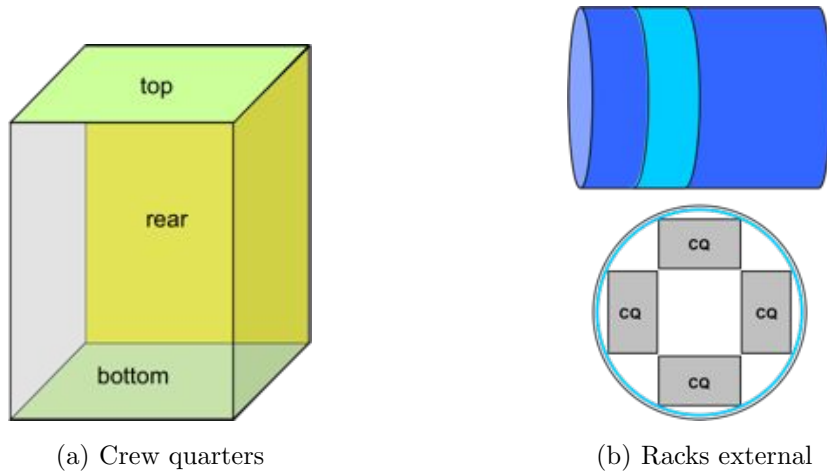 top
rear
bottom
CQ
CQ
CQ
CQ
(a) Crew quarters
(b) Racks external